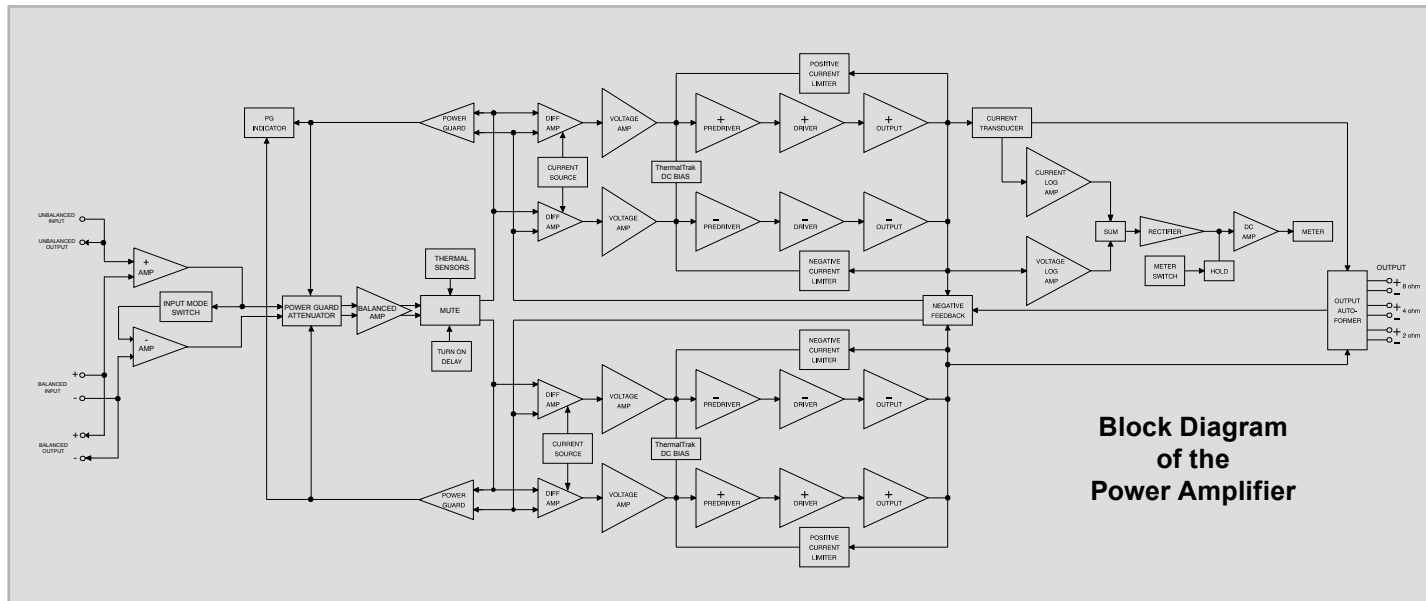 POSITIVE
CURRENT
LIMITER
PG
INDICATOR
POWER
GUARD
DIFF
AMP
VOLTAGE
AMP
+
PREDRIVER
+
DRIVER
+
OUTPUT
CURRENT
TRANSDUCER
CURRENT
SOURCE
ThermalTrak
DC BIAS
CURRENT
LOG
AMP
UNBALANCED
INPUT
UNBALANCED
OUTPUT
DIFF
AMP
VOLTAGE
AMP
-
PREDRIVER
-
DRIVER
-
OUTPUT
SUM
RECTIFIER
DC
AMP
METER
+
AMP
THERMAL
SENSORS
NEGATIVE
CURRENT
LIMITER
VOLTAGE
LOG
AMP
METER
SWITCH
HOLD
INPUT MODE
SWITCH
POWER GUARD
ATTENUATOR
BALANCED
AMP
MUTE
NEGATIVE
FEEDBACK
OUTPUT
AUTO-
FORMER
OUTPUT
+
-
8 ohm
+
-
4 ohm
+
-
2 ohm
-
AMP
TURN ON
DELAY
NEGATIVE
CURRENT
LIMITER
+
BALANCED
INPUT
-
DIFF
AMP
VOLTAGE
AMP
-
PREDRIVER
-
DRIVER
-
OUTPUT
+
BALANCED
OUTPUT
-
CURRENT
SOURCE
ThermalTrak
DC BIAS
POWER
GUARD
DIFF
AMP
VOLTAGE
AMP
+
PREDRIVER
+
DRIVER
+
OUTPUT
POSITIVE
CURRENT
LIMITER
Block Diagram
of the
Power Amplifier